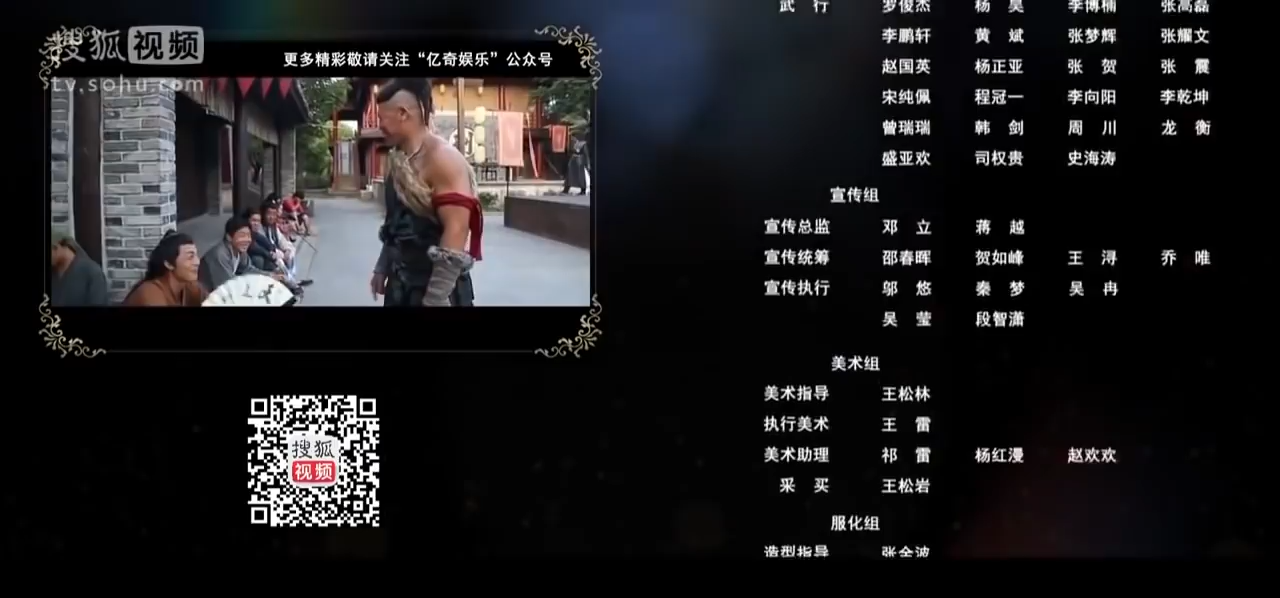 搜狐视频
tv.sohu.com
更多精彩敬请关注“亿奇娱乐”公众号
搜狐
视频
武 行 罗俊杰 杨 昊 李博楠 张高磊
李鹏轩 黄 斌 张梦辉 张耀文
赵国英 杨正亚 张 贺 张 震
宋纯佩 程冠一 李向阳 李乾坤
曾瑞瑞 韩 剑 周 川 龙 衡
盛亚欢 司权贵 史海涛
宣传组
宣传总监 邓 立 蒋 越
宣传统筹 邵春晖 贺如峰 王 浔 乔 唯
宣传执行 邬 悠 秦 梦 吴 冉
吴 莹 段智潇
美术组
美术指导 王松林
执行美术 王 雷
美术助理 祁 雷 杨红漫 赵欢欢
采 买 王松岩
服化组
造型指导 张全波